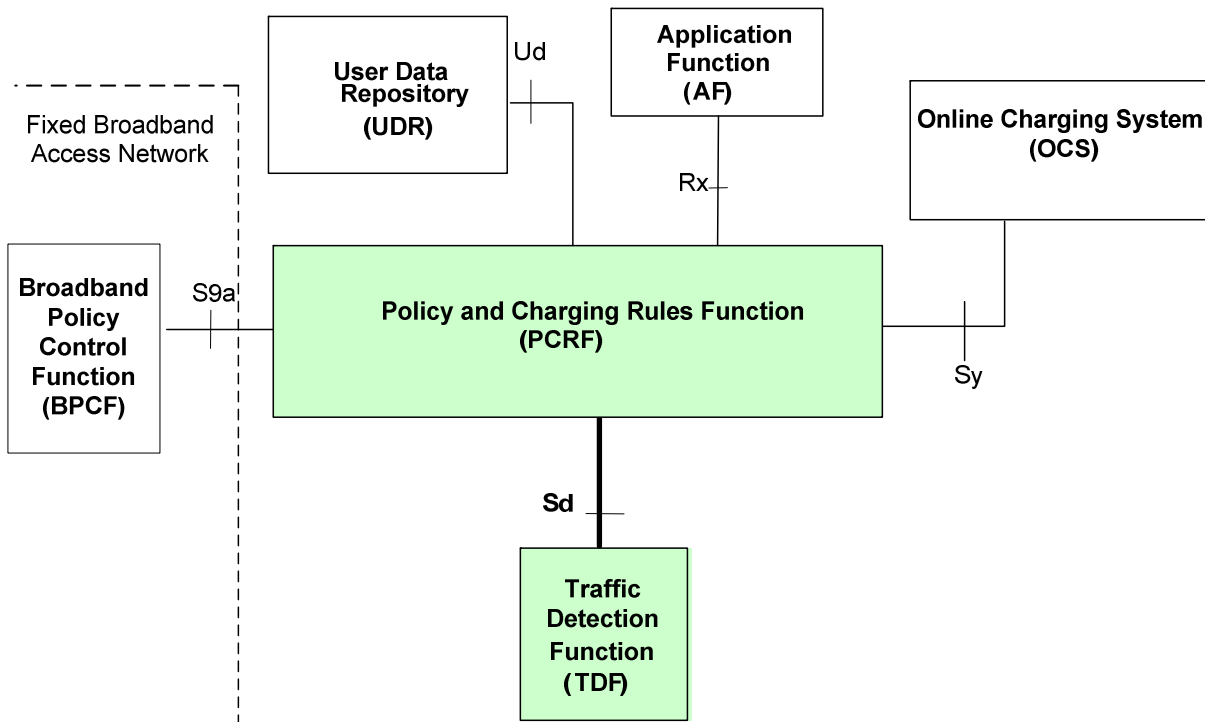 Ud
User Data
Repository
(UDR)
Application
Function
(AF)
Online Charging System
(OCS)
Fixed Broadband
Access Network
Rx
Broadband
Policy
Control
Function
(BPCF)
S9a
Policy and Charging Rules Function
(PCRF)
Sy
Sd
Traffic
Detection
Function
(TDF)